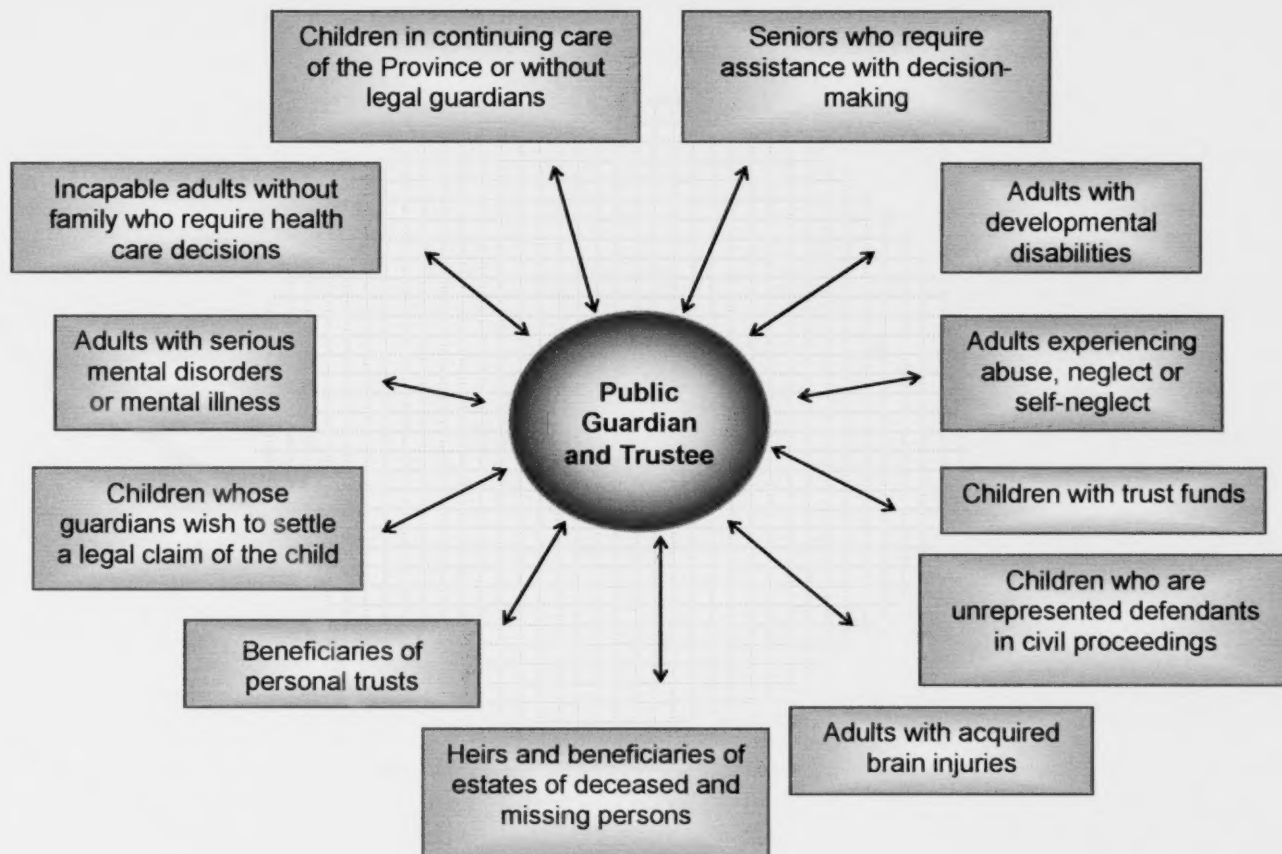 Children in continuing care
of the Province or without
legal guardians
Seniors who require
assistance with decision-
making
Incapable adults without
family who require health
care decisions
Adults with
developmental
disabilities
Adults with serious
mental disorders
or mental illness
Public
Guardian
and Trustee
Adults experiencing
abuse, neglect or
self-neglect
Children whose
guardians wish to settle
a legal claim of the child
Children with trust funds
Children who are
unrepresented defendants
in civil proceedings
Beneficiaries of
personal trusts
Adults with acquired
brain injuries
Heirs and beneficiaries of
estates of deceased and
missing persons